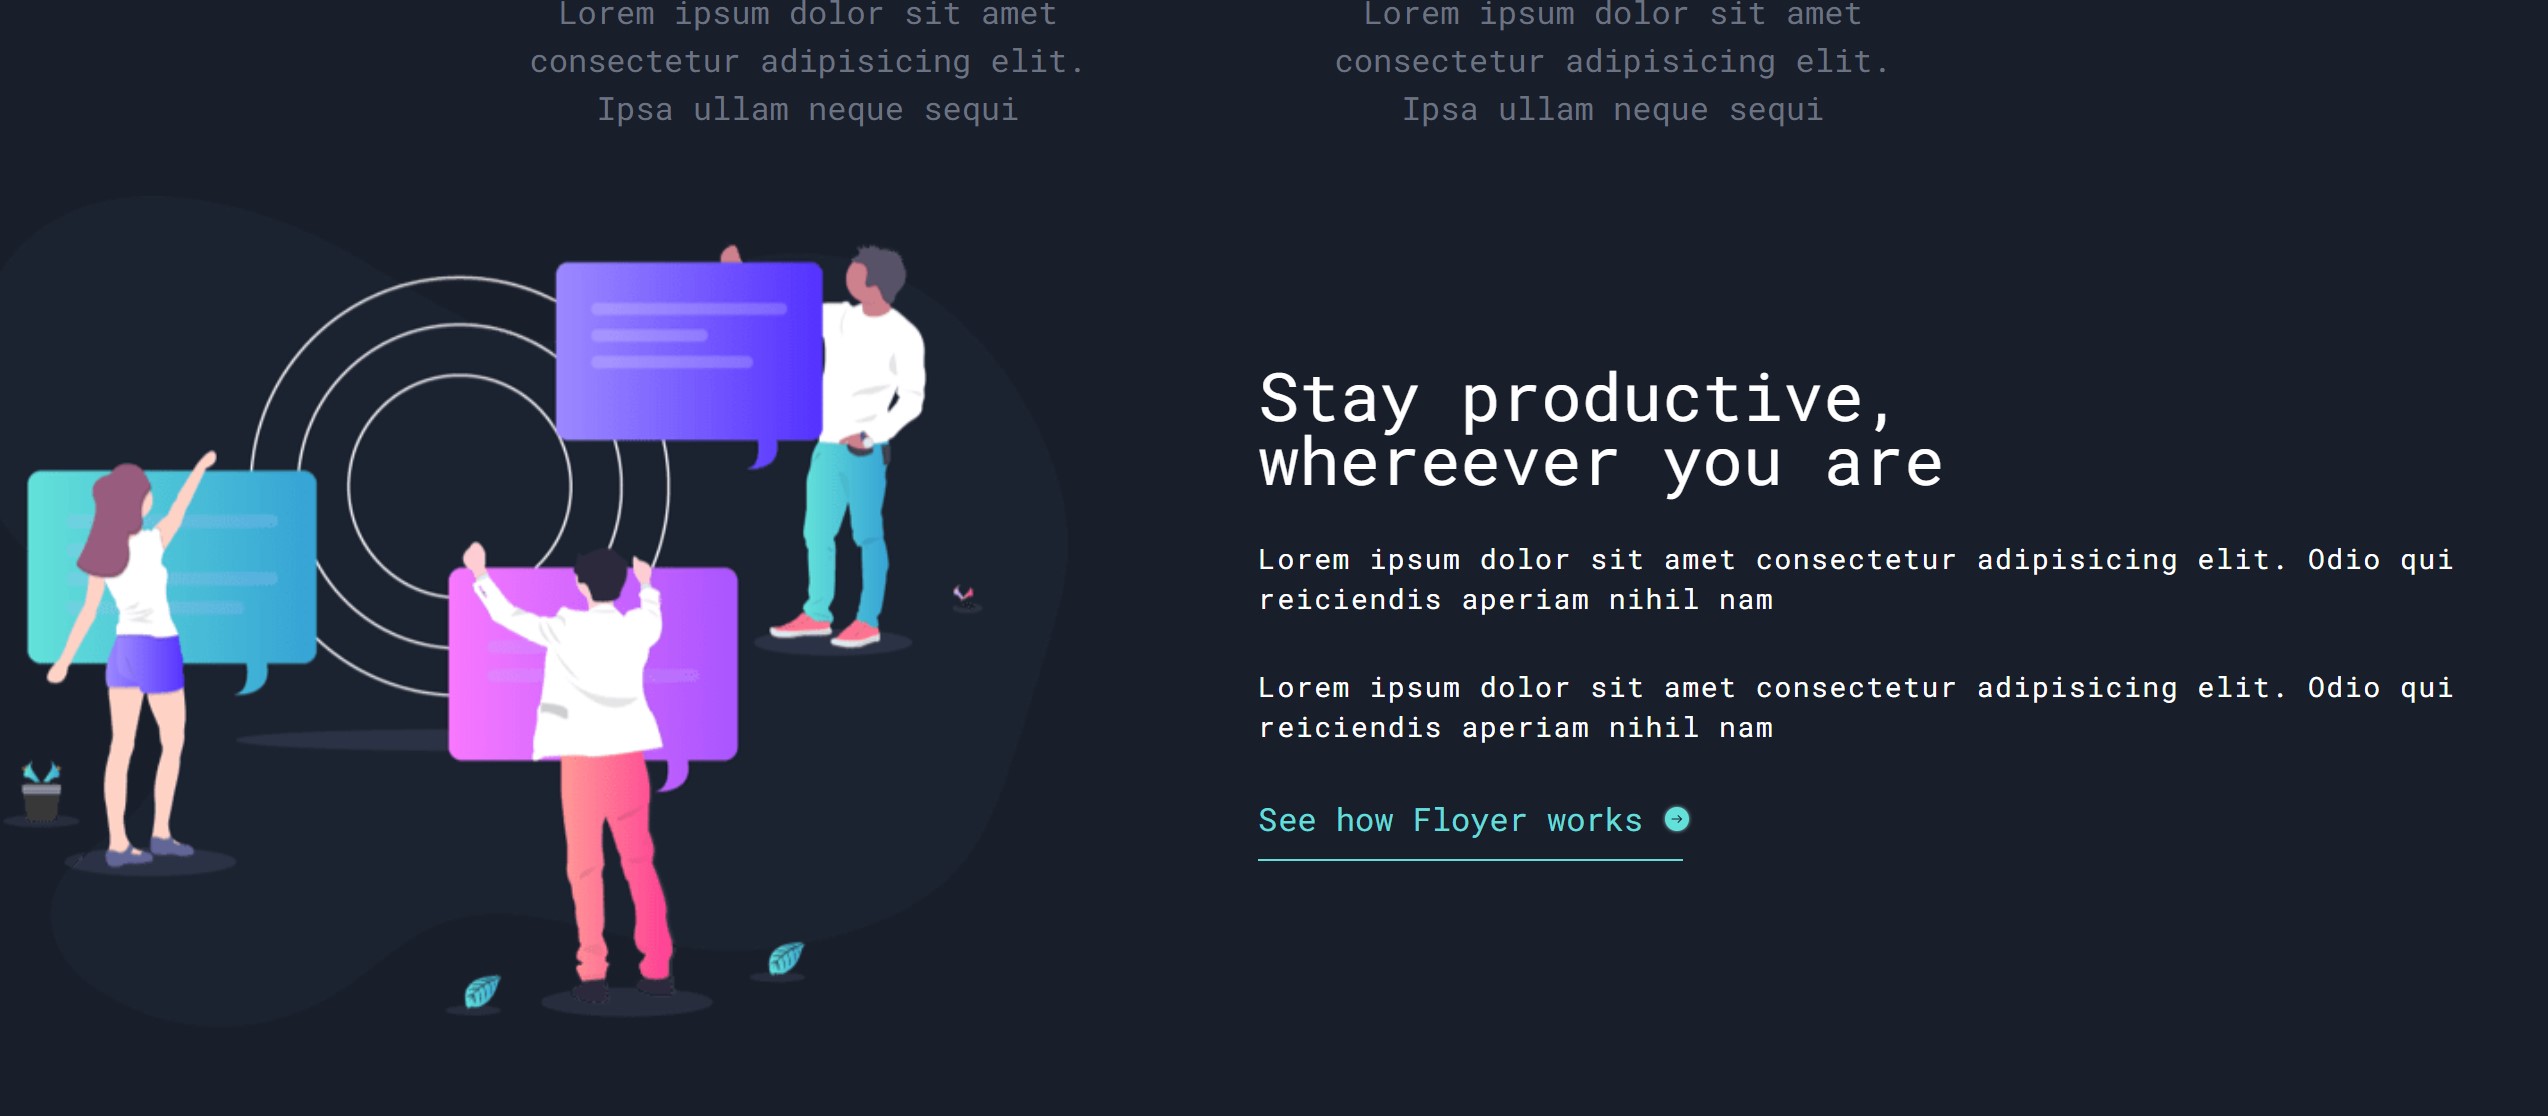 Lorem ipsum dolor sit amet
consectetur adipisicing elit.
Ipsa ullam neque sequi
Lorem ipsum dolor sit amet
consectetur adipisicing elit.
Ipsa ullam neque sequi
Stay productive,
whereever you are
Lorem ipsum dolor sit amet consectetur adipisicing elit. Odio qui
reiciendis aperiam nihil nam
Lorem ipsum dolor sit amet consectetur adipisicing elit. Odio qui
reiciendis aperiam nihil nam
See how Floyer works